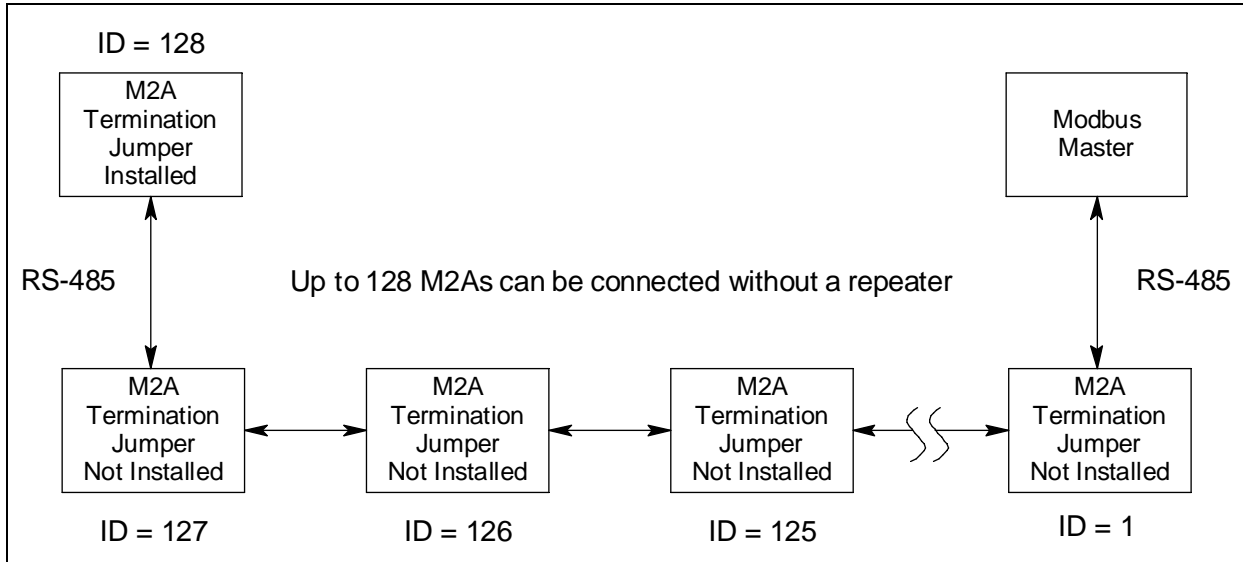 ID = 128
M2A
Termination
Jumper
Installed
Modbus
Master
RS-485
Up to 128 M2As can be connected without a repeater
RS-485
M2A
Termination
Jumper
Not Installed
M2A
Termination
Jumper
Not Installed
M2A
Termination
Jumper
Not Installed
M2A
Termination
Jumper
Not Installed
ID = 127
ID = 126
ID = 125
ID = 1